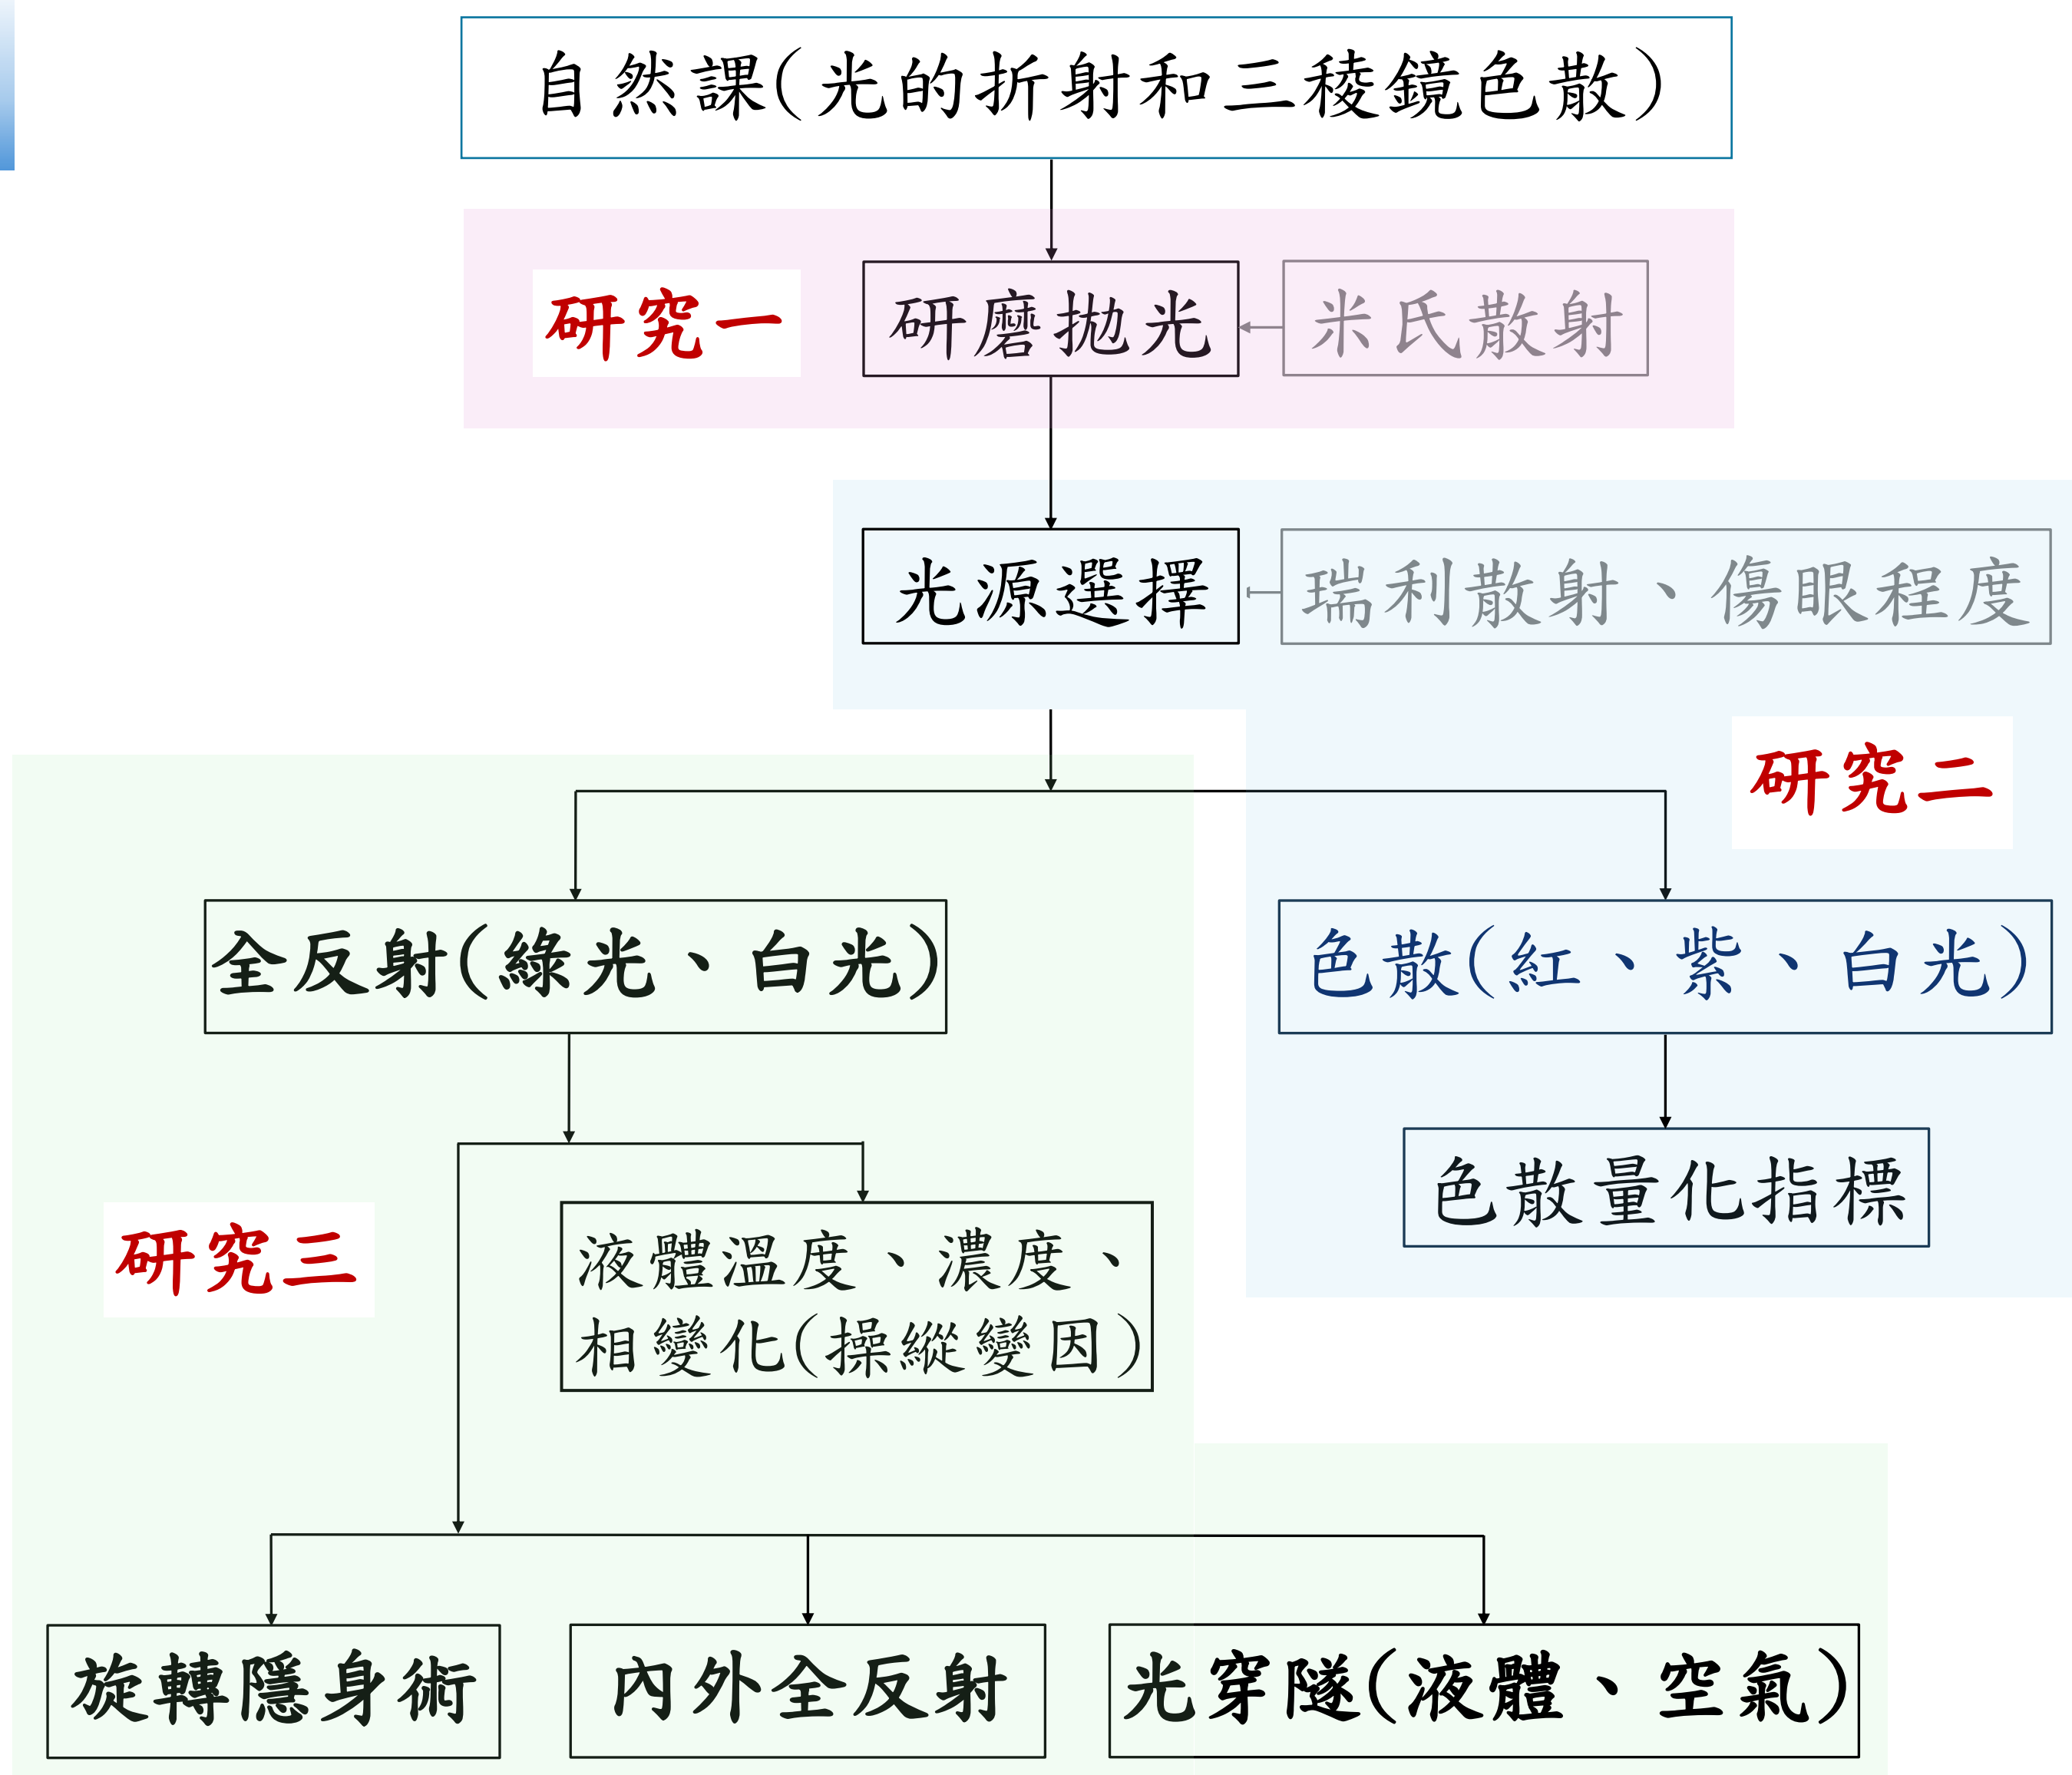 自然課(光的折射和三稜鏡色散)
研究一
研磨拋光
米氏散射
光源選擇
瑞利散射、傷眼程度
研究二
全反射(綠光、白光)
色散(紅、紫、白光)
色散量化指標
研究三
液體溫度、濃度、
相變化(操縱變因)
旋轉隱身術
內外全反射
光穿隧(液體、空氣)